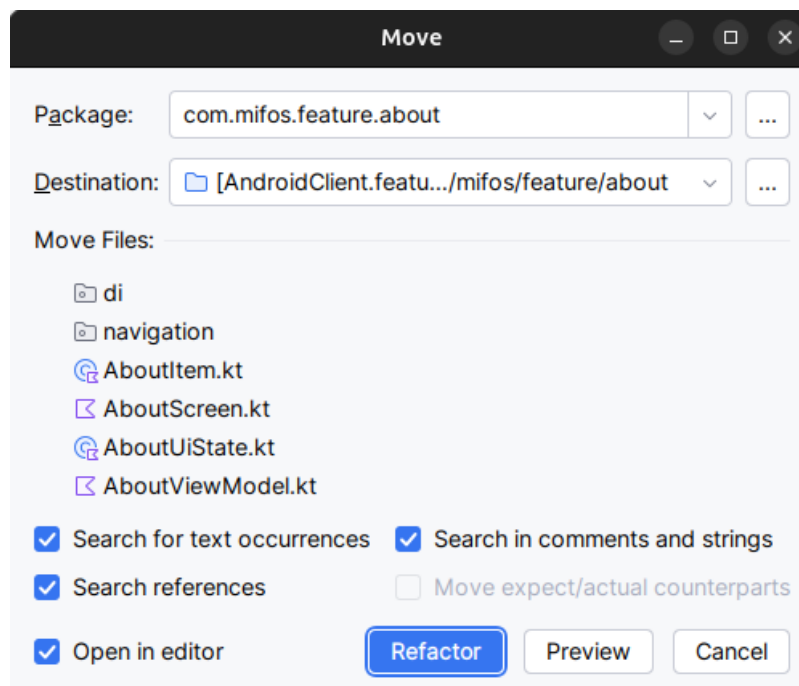 Move
Package: com.mifos.feature.about ...
Destination: [AndroidClient.featu.../mifos/feature/about ...
Move Files:
di
navigation
AboutItem.kt
AboutScreen.kt
AboutUiState.kt
AboutViewModel.kt
Search for text occurrences Search in comments and strings
Search references Move expect/actual counterparts
Open in editor Refactor Preview Cancel